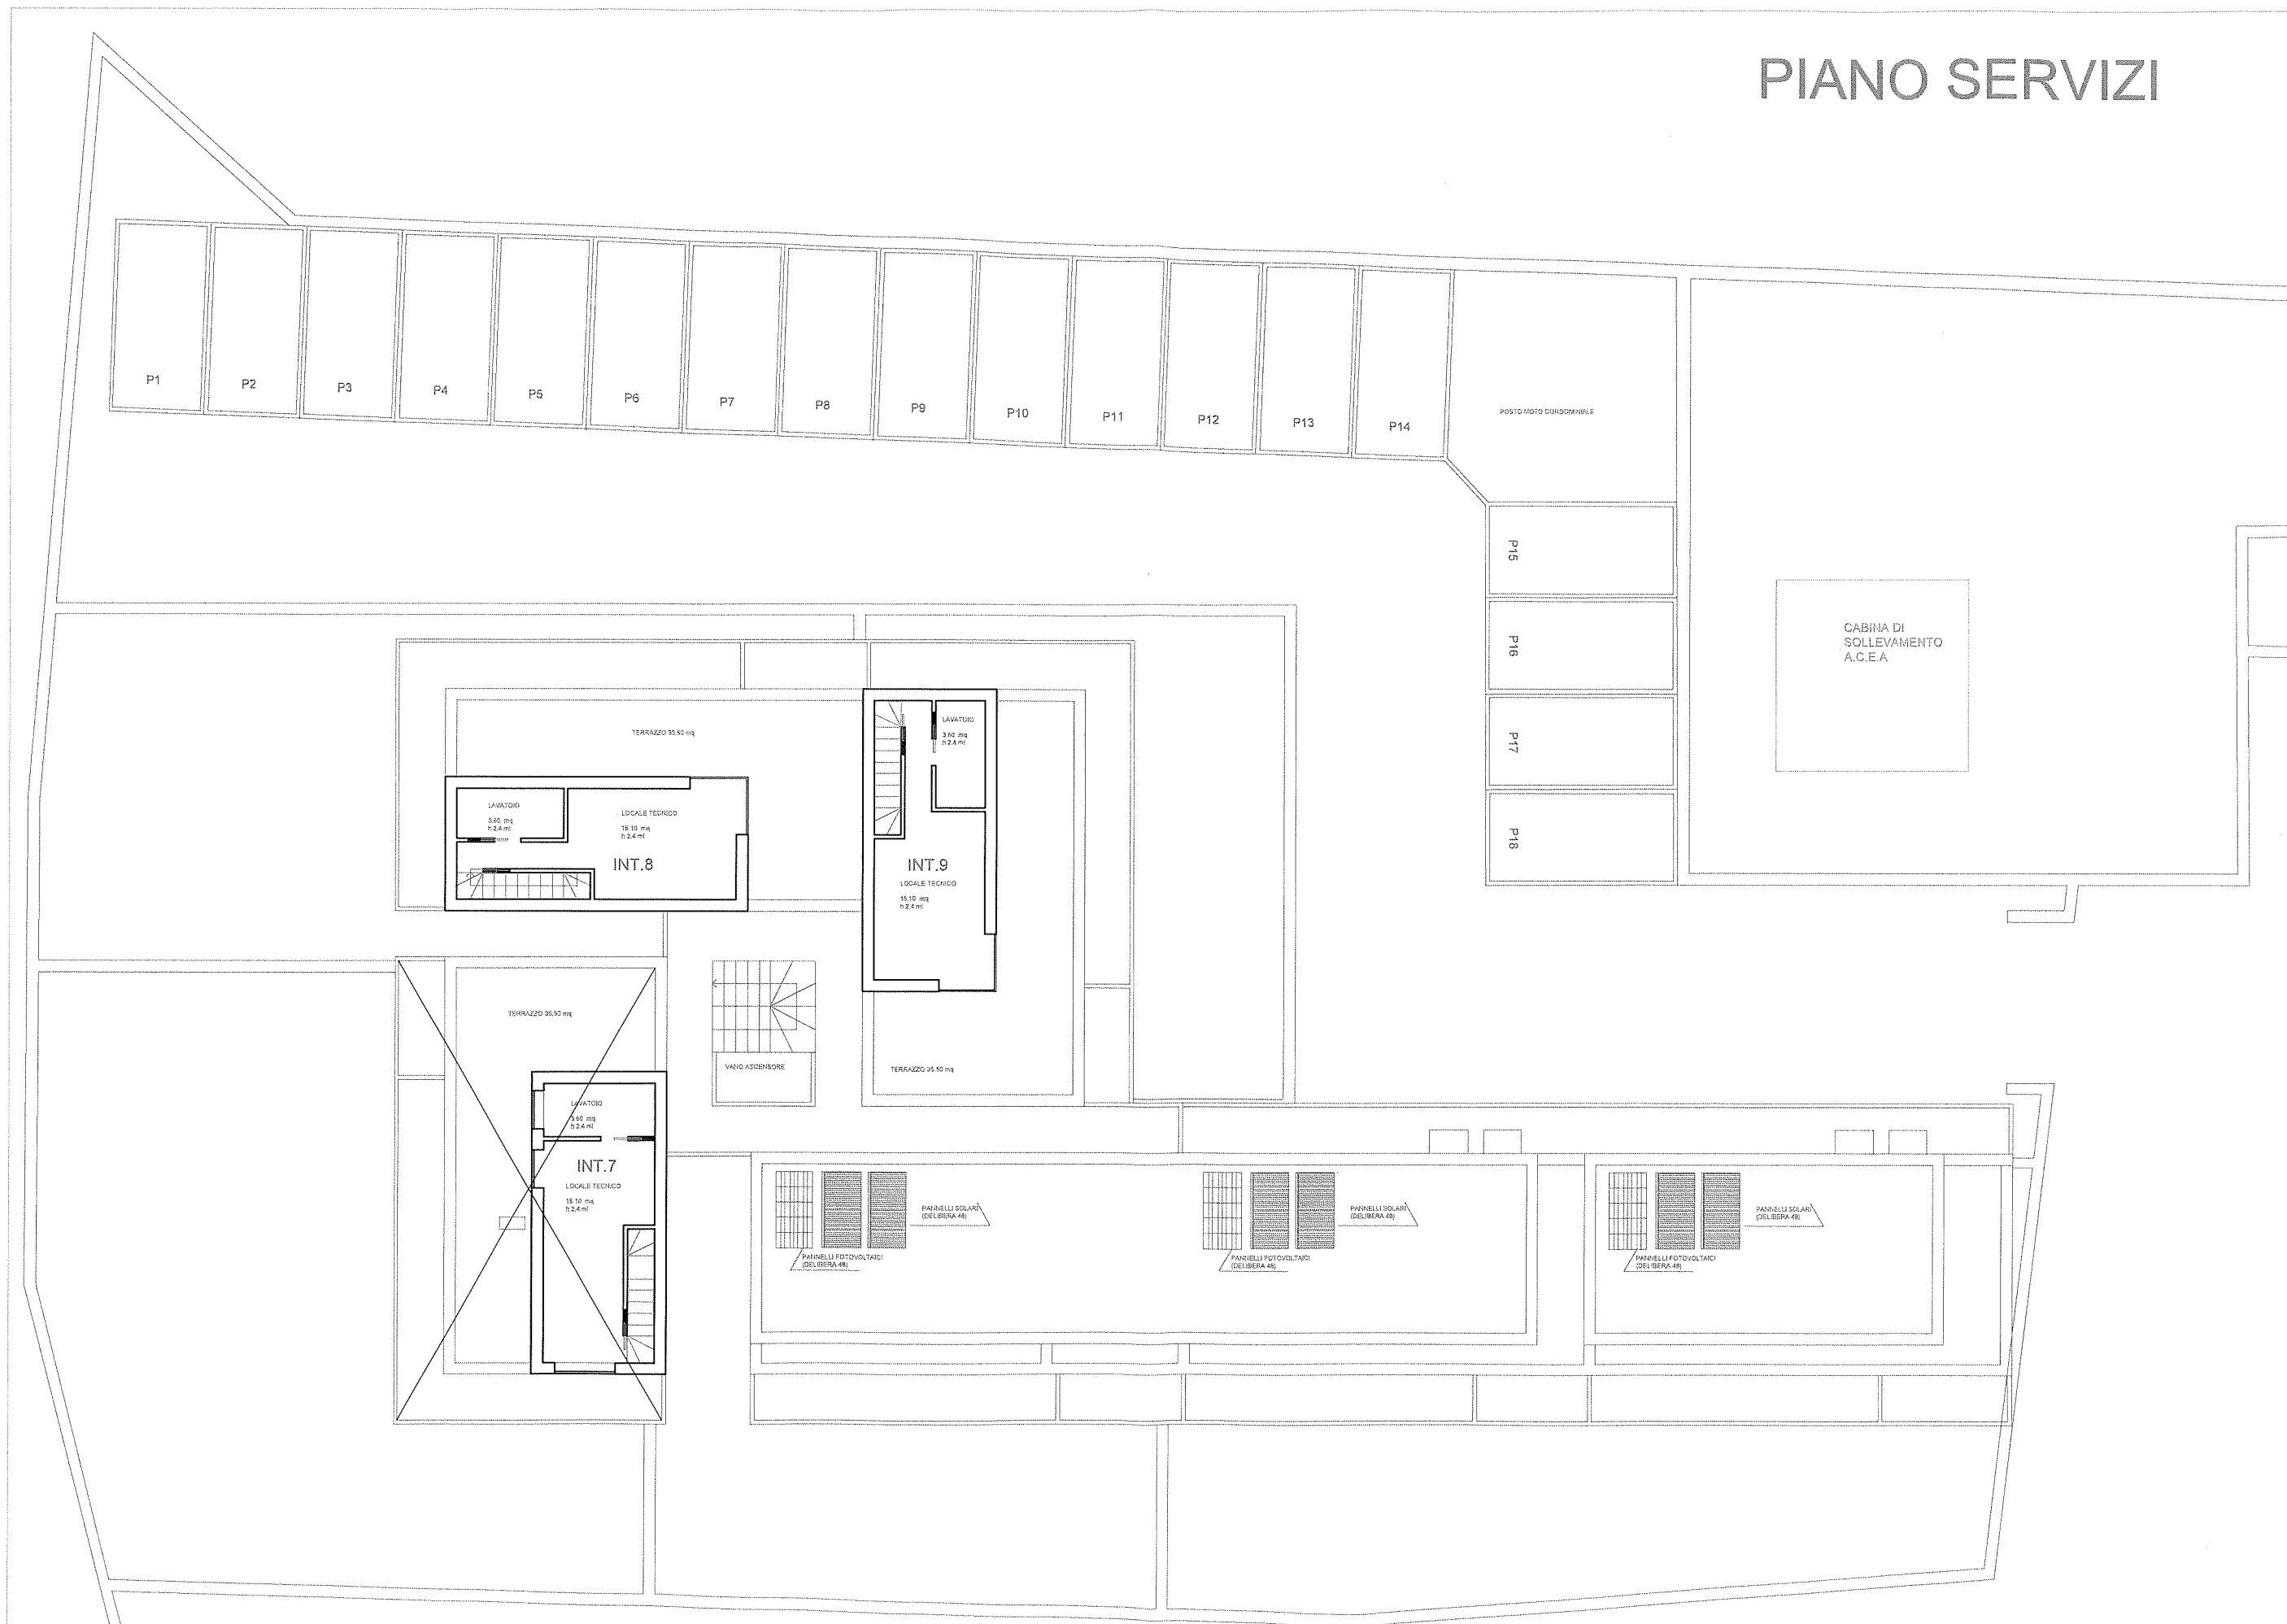 PIANO SERVIZI
P1
P2
P3
P4
P5
P6
P7
P8
P9
P10
P11
P12
P13
P14
POSTO MOTO CONDOMINIALE
P15
P16
P17
P18
CABINA DI
SOLLEVAMENTO
A.C.E.A
TERRAZZO 35,50 mq
LAVATOIO
3,60 mq
h 2,4 ml
LOCALE TECNICO
15,10 mq
h 2,4 ml
INT.8
LAVATOIO
3,60 mq
h 2,4 ml
INT.9
LOCALE TECNICO
15,10 mq
h 2,4 ml
TERRAZZO 35,50 mq
TERRAZZO 35,50 mq
VANO ASCENSORE
LAVATOIO
3,60 mq
h 2,4 ml
INT.7
LOCALE TECNICO
15,10 mq
h 2,4 ml
PANNELLI SOLARI
(DELIBERA 48)
PANNELLI FOTOVOLTAICI
(DELIBERA 48)
PANNELLI SOLARI
(DELIBERA 48)
PANNELLI FOTOVOLTAICI
(DELIBERA 48)
PANNELLI SOLARI
(DELIBERA 48)
PANNELLI FOTOVOLTAICI
(DELIBERA 48)